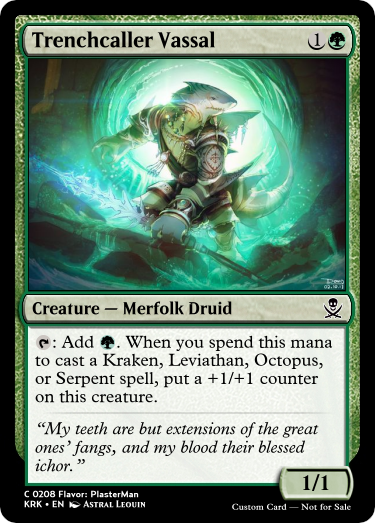 Trenchcaller Vassal 1
Creature — Merfolk Druid
: Add . When you spend this mana
to cast a Kraken, Leviathan, Octopus,
or Serpent spell, put a +1/+1 counter
on this creature.
“My teeth are but extensions of the great
ones’ fangs, and my blood their blessed
ichor.”
1/1
C 0208 Flavor: PlasterMan
KRK • EN Astral Leouin
Custom Card — Not for Sale